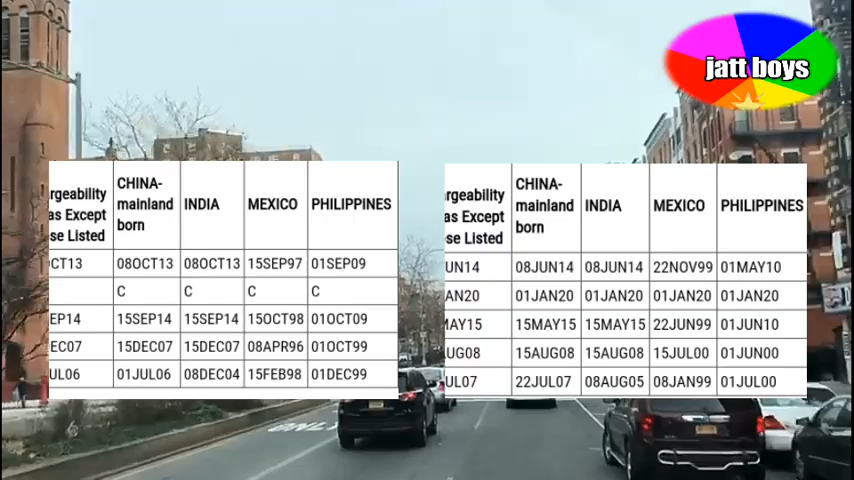 jatt boys
rgeability CHINA-mainland born INDIA MEXICO PHILIPPINES
as Except
se Listed
OCT13 08OCT13 08OCT13 15SEP97 01SEP09
C C C C
EP14 15SEP14 15SEP14 15OCT98 01OCT09
EC07 15DEC07 15DEC07 08APR96 01OCT99
UL06 01JUL06 08DEC04 15FEB98 01DEC99
rgeability CHINA-mainland born INDIA MEXICO PHILIPPINES
as Except
se Listed
UN14 08JUN14 08JUN14 22NOV99 01MAY10
AN20 01JAN20 01JAN20 01JAN20 01JAN20
MAY15 15MAY15 15MAY15 22JUN99 01JUN10
UG08 15AUG08 15AUG08 15JUL00 01JUN00
UL07 22JUL07 08AUG05 08JAN99 01JUL00
ONLY